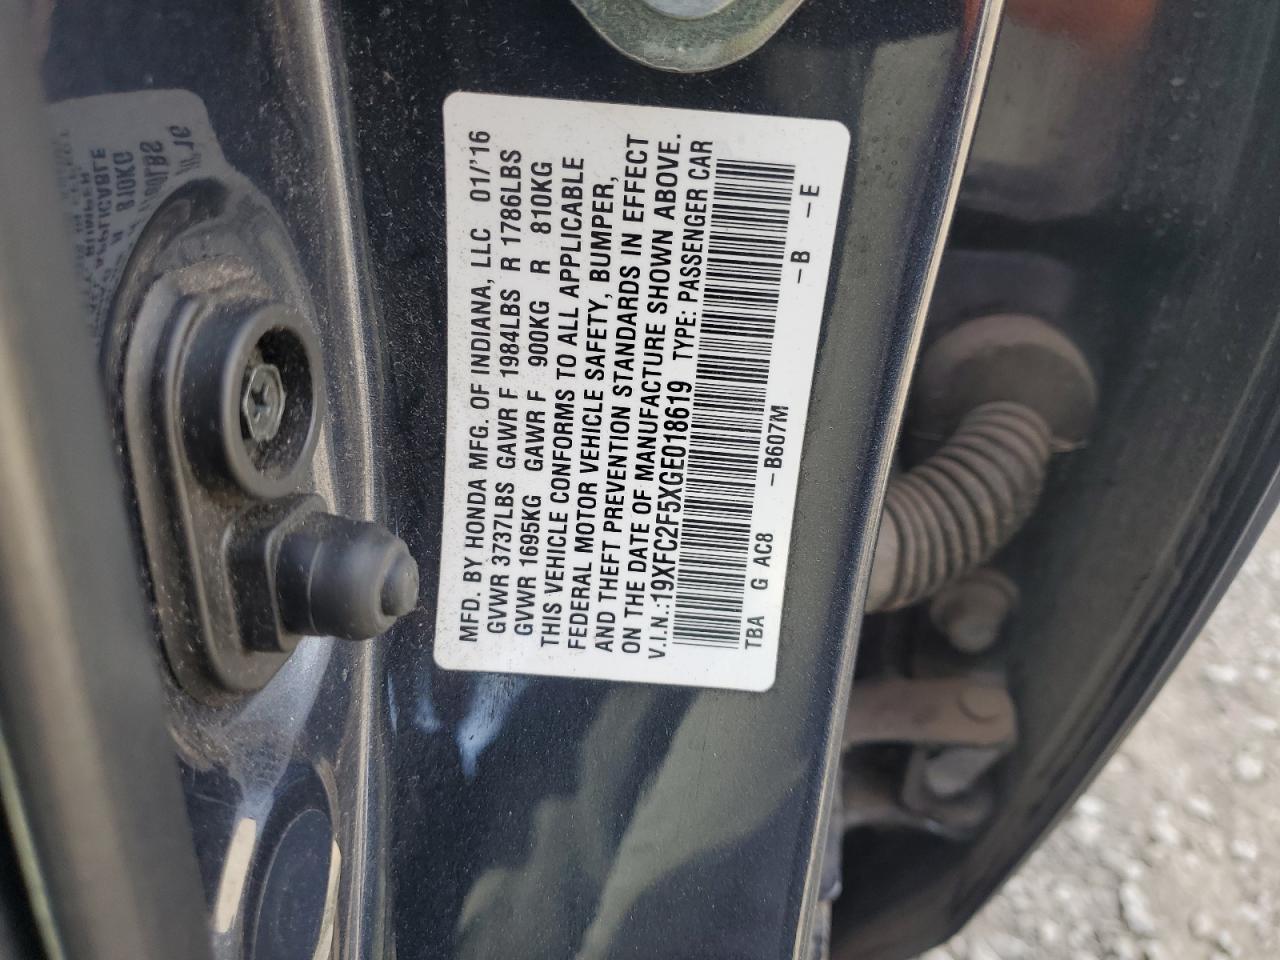 MFD. BY HONDA MFG. OF INDIANA, LLC 01/'16
GVWR 3737LBS GAWR F 1984LBS R 1786LBS
GVWR 1695KG GAWR F 900KG R 810KG
THIS VEHICLE CONFORMS TO ALL APPLICABLE
FEDERAL MOTOR VEHICLE SAFETY, BUMPER,
AND THEFT PREVENTION STANDARDS IN EFFECT
ON THE DATE OF MANUFACTURE SHOWN ABOVE.
V.I.N.:19XFC2F5XGE018619 TYPE: PASSENGER CAR
TBA G AC8 -B607M -B -E